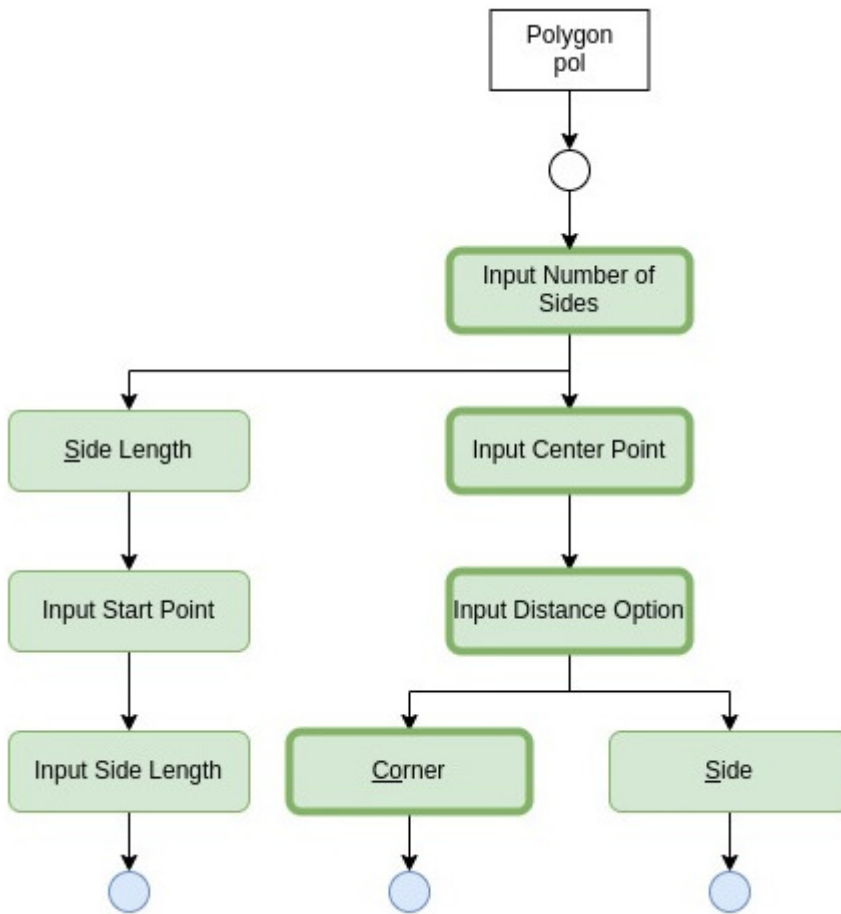 Polygon
pol
Input Number of
Sides
Side Length
Input Center Point
Input Start Point
Input Distance Option
Input Side Length
Corner
Side